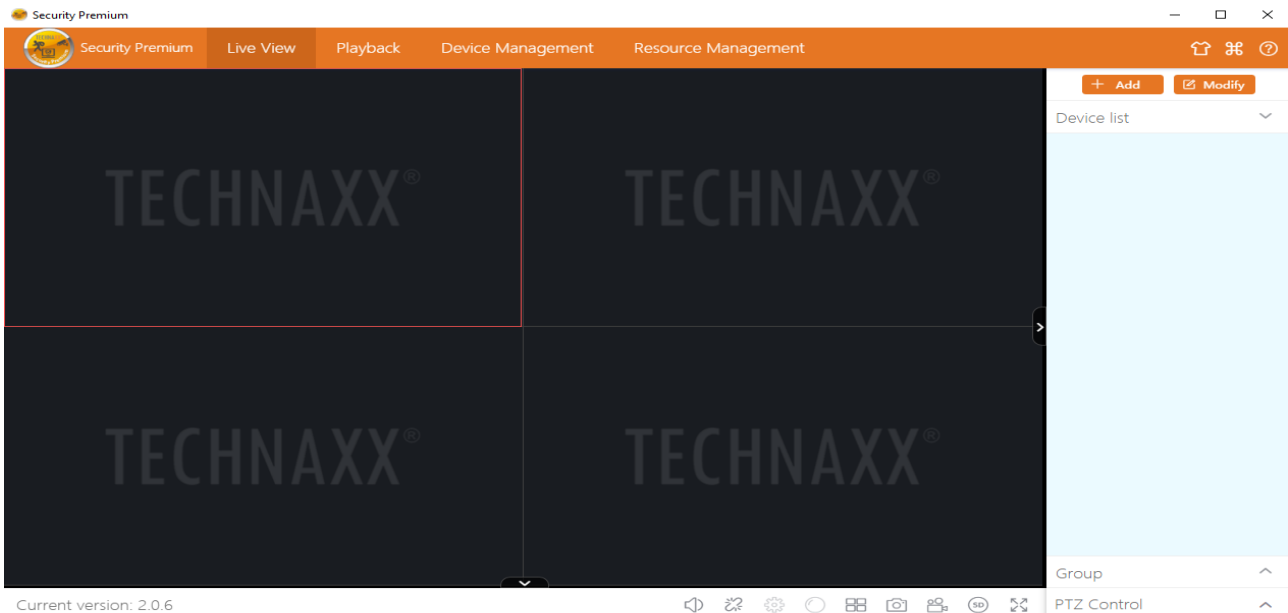 Security Premium
Security Premium Live View Playback Device Management Resource Management
+ Add Modify
Device list
TECHNAXX® TECHNAXX®
TECHNAXX® TECHNAXX®
Group
Current version: 2.0.6 SD PTZ Control